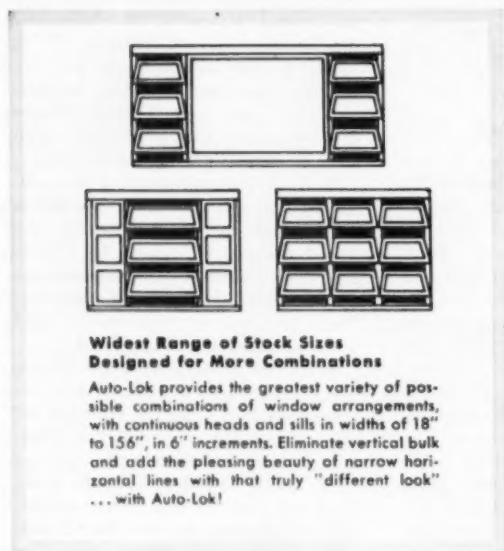 Widest Range of Stock Sizes
Designed for More Combinations
Auto-Lok provides the greatest variety of pos-
sible combinations of window arrangements,
with continuous heads and sills in widths of 18"
to 156", in 6" increments. Eliminate vertical bulk
and add the pleasing beauty of narrow hori-
zontal lines with that truly "different look"
... with Auto-Lok!